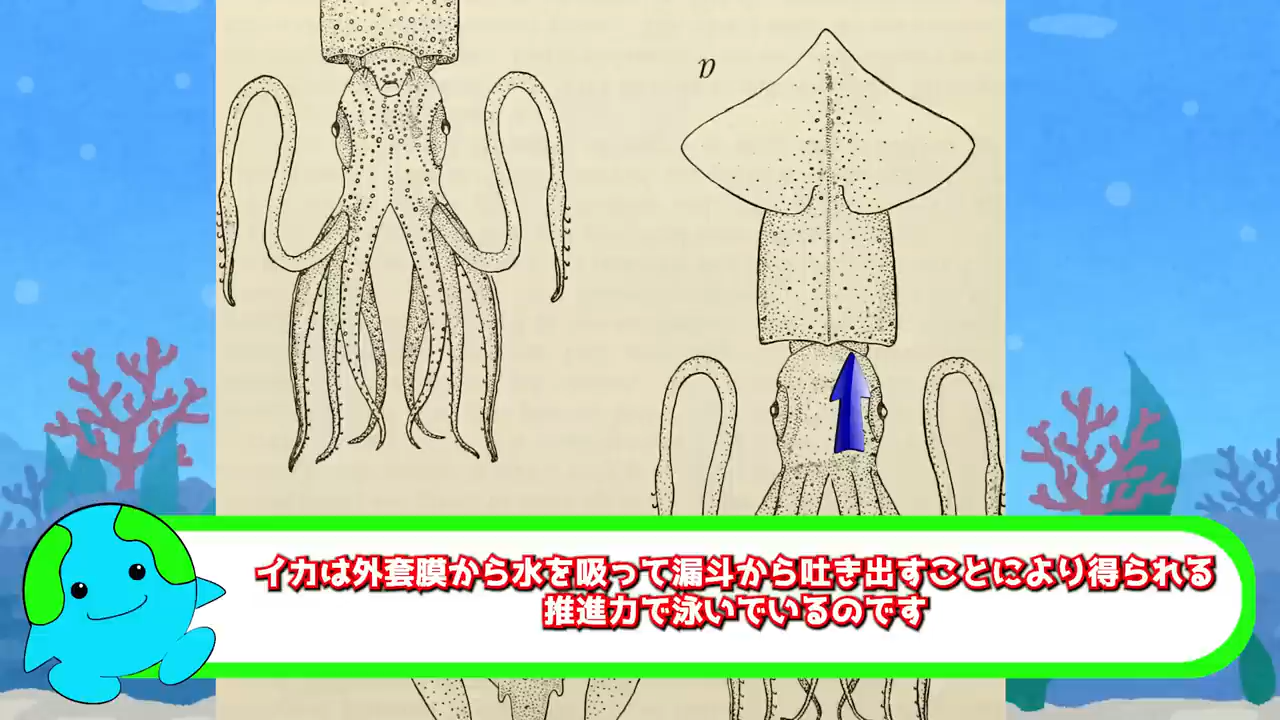 a
イカは外套膜から水を吸って漏斗から吐き出すことにより得られる
推進力で泳いでいるのです